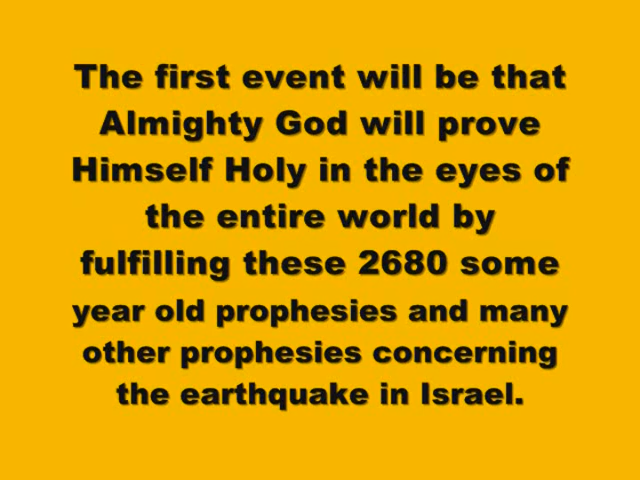 The first event will be that
Almighty God will prove
Himself Holy in the eyes of
the entire world by
fulfilling these 2680 some
year old prophesies and many
other prophesies concerning
the earthquake in Israel.